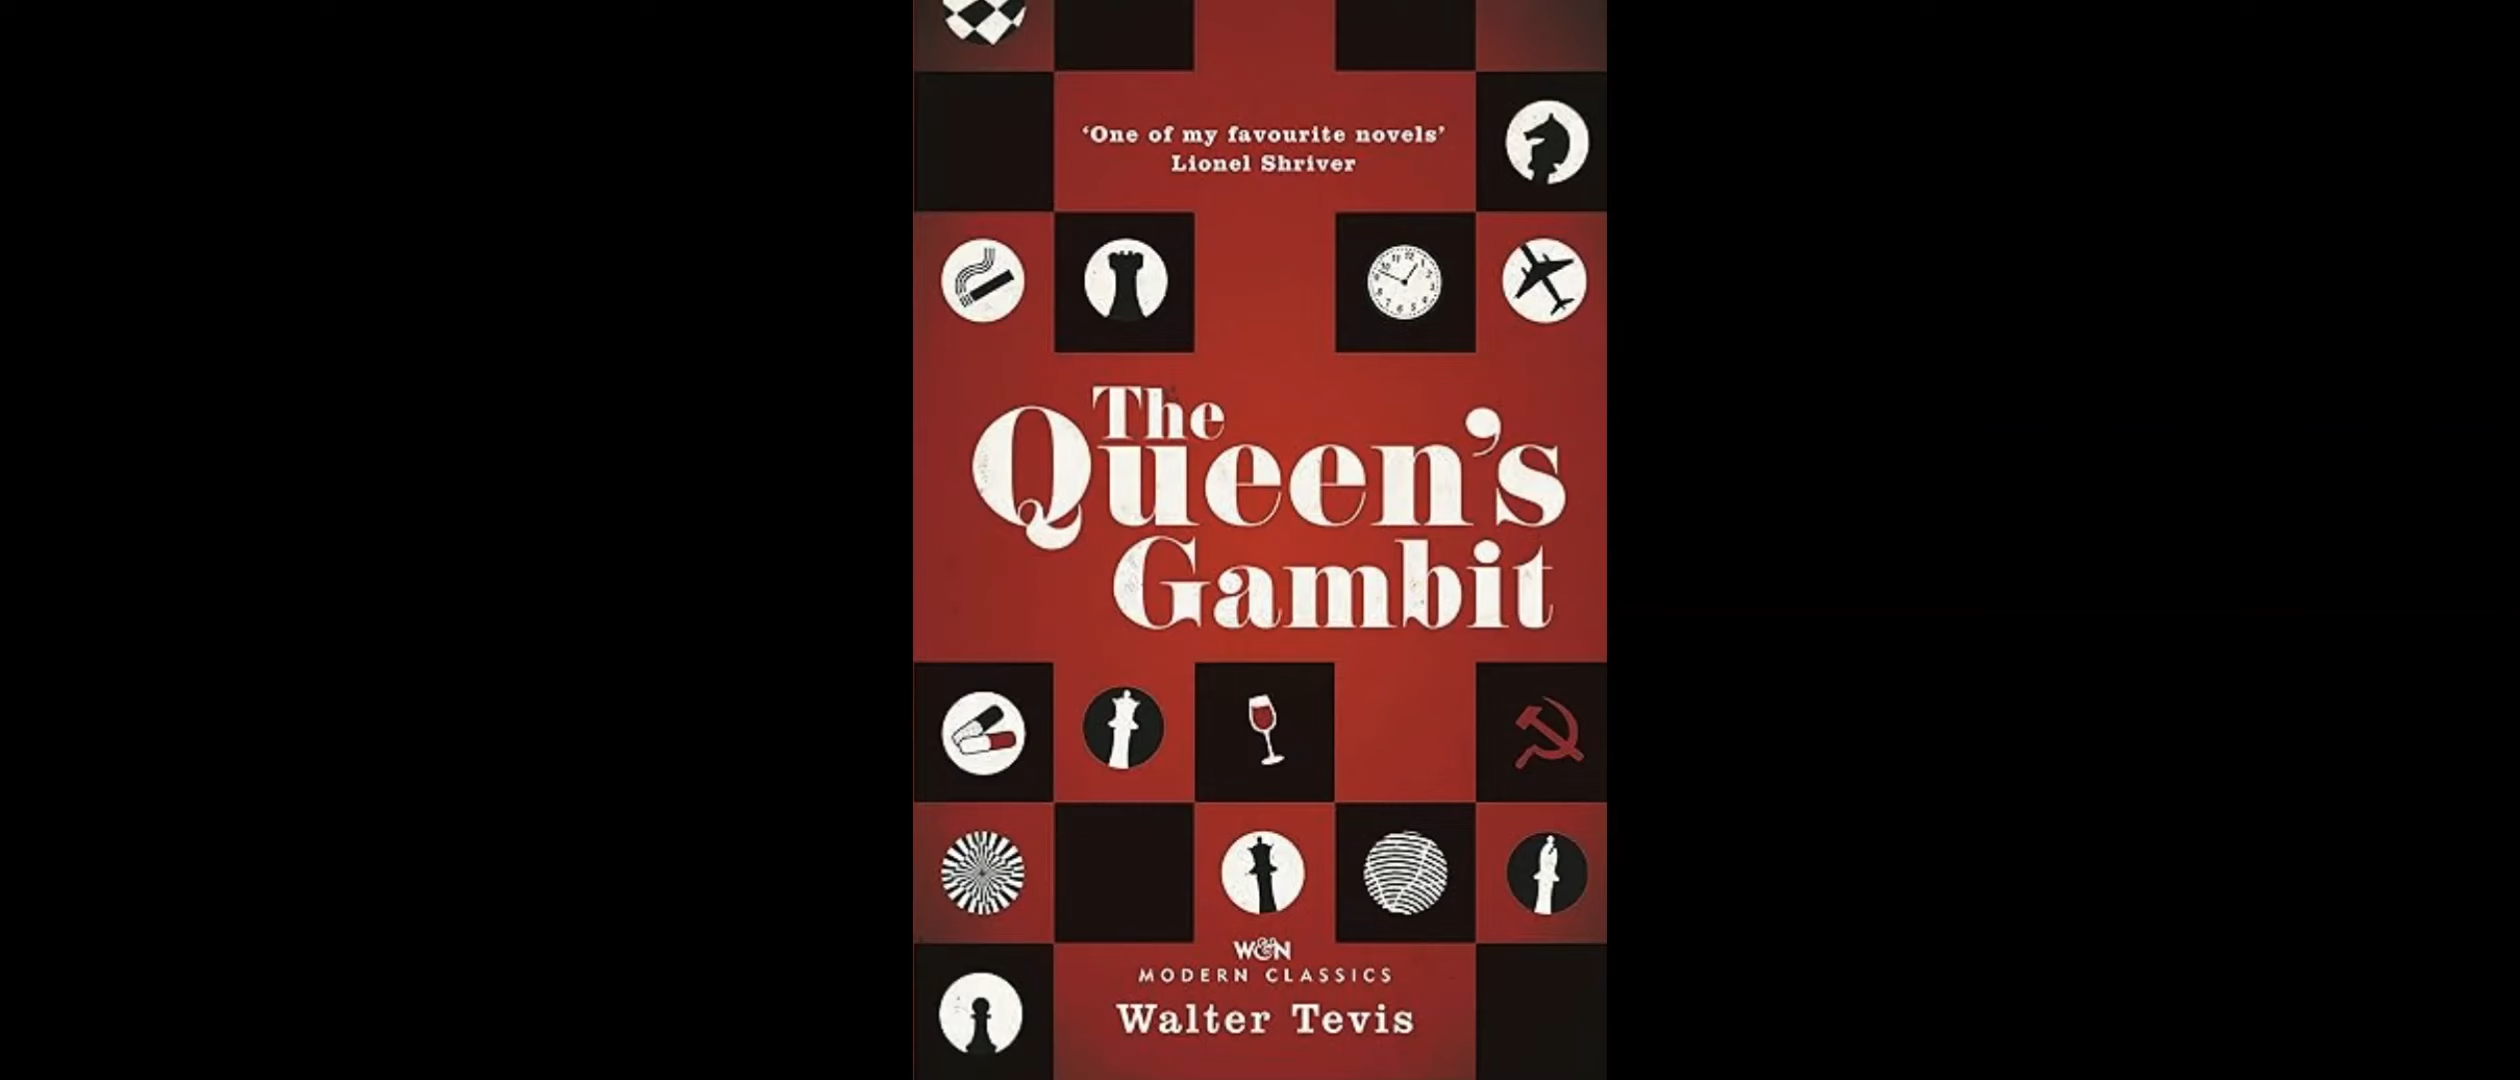 ‘One of my favourite novels’
Lionel Shriver
The
Queen’s
Gambit
W&N
MODERN CLASSICS
Walter Tevis